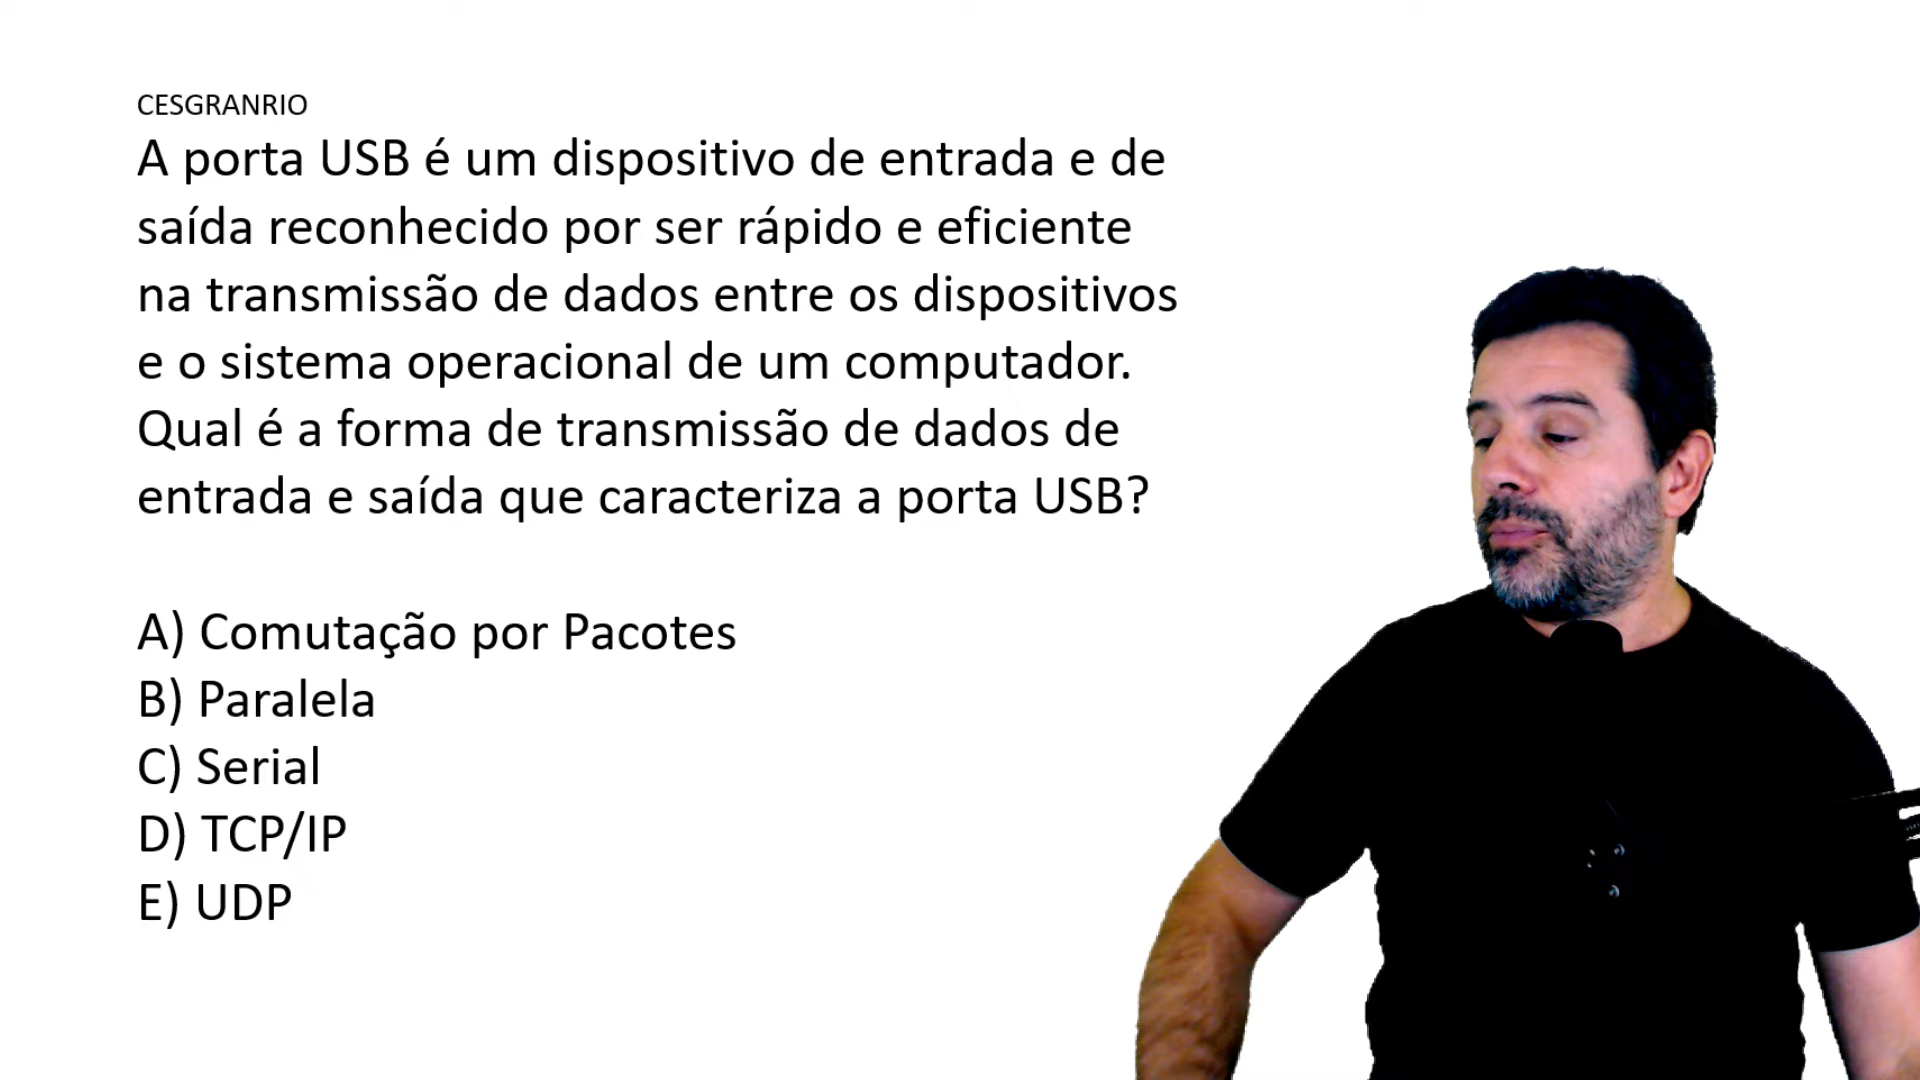 CESGRANRIO
A porta USB é um dispositivo de entrada e de
saída reconhecido por ser rápido e eficiente
na transmissão de dados entre os dispositivos
e o sistema operacional de um computador.
Qual é a forma de transmissão de dados de
entrada e saída que caracteriza a porta USB?
A) Comutação por Pacotes
B) Paralela
C) Serial
D) TCP/IP
E) UDP